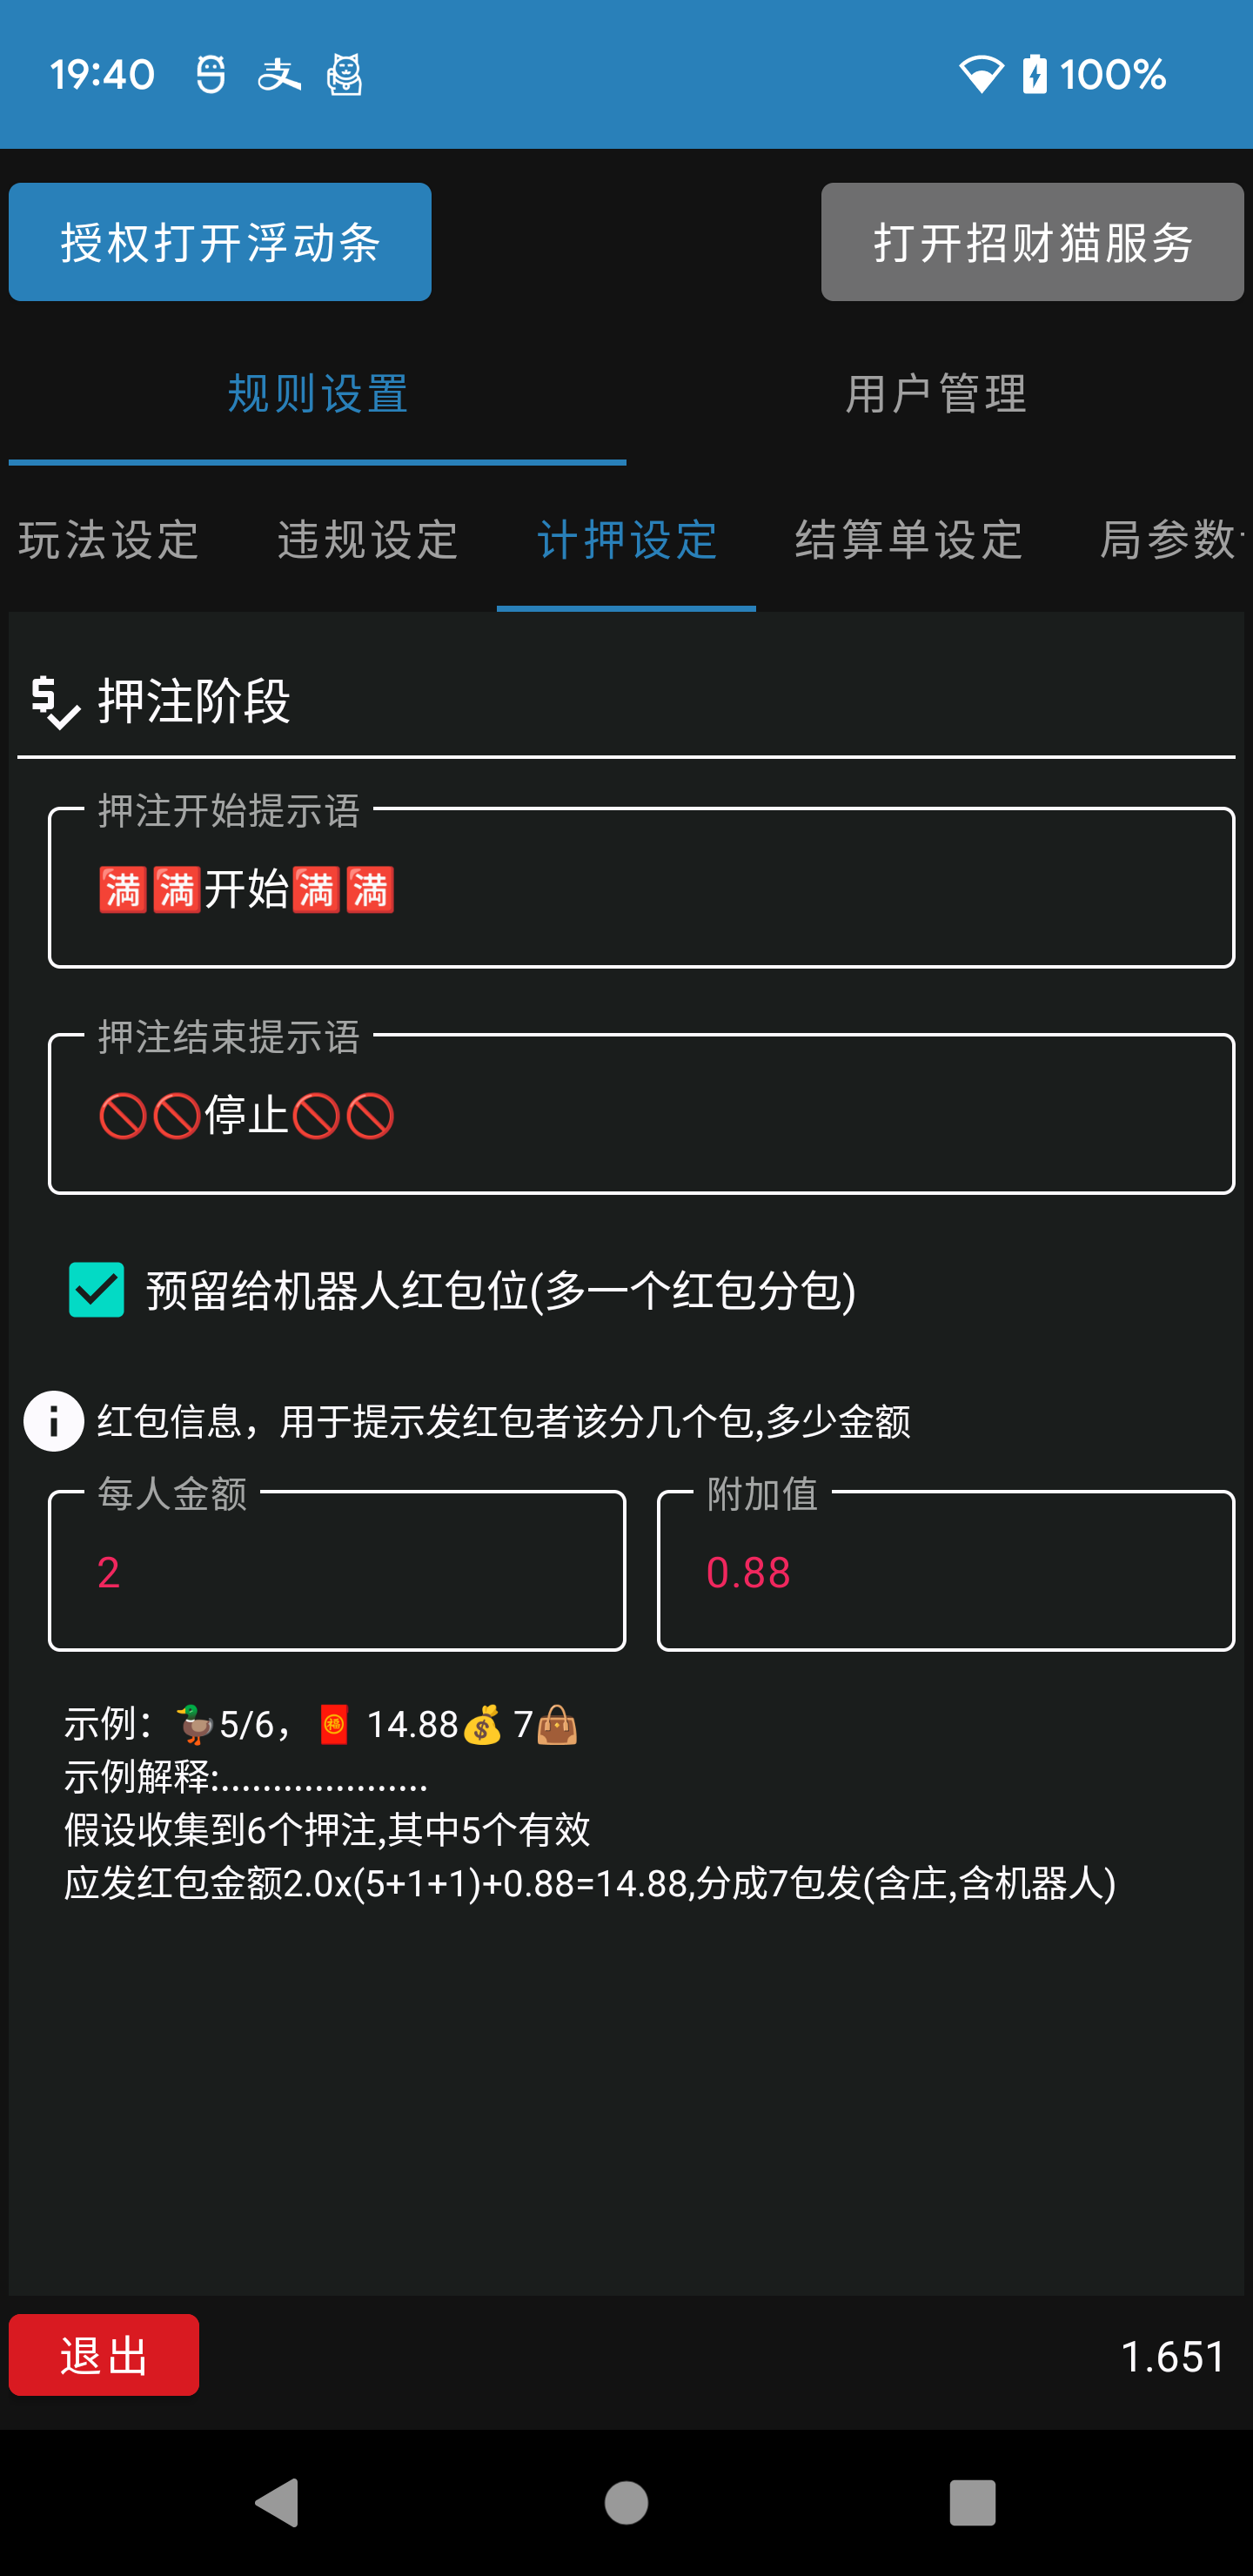 19:40 100%
授权打开浮动条 打开招财猫服务
规则设置 用户管理
玩法设定 违规设定 计押设定 结算单设定 局参数
押注阶段
押注开始提示语
🈵🈵开始🈵🈵
押注结束提示语
🚫🚫停止🚫🚫
预留给机器人红包位(多一个红包分包)
红包信息，用于提示发红包者该分几个包,多少金额
每人金额 附加值
2 0.88
示例：🦆5/6，🧧 14.88💰 7👜
示例解释:....................
假设收集到6个押注,其中5个有效
应发红包金额2.0x(5+1+1)+0.88=14.88,分成7包发(含庄,含机器人)
退出 1.651